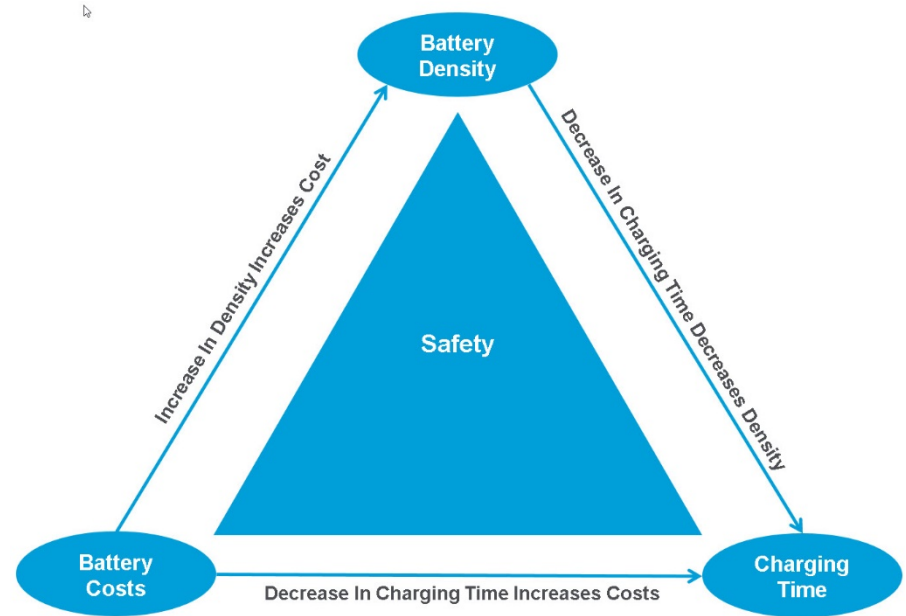 Battery
Density
Increase In Density Increases Cost
Decrease In Charging Time Decreases Density
Safety
Battery
Costs
Decrease In Charging Time Increases Costs
Charging
Time